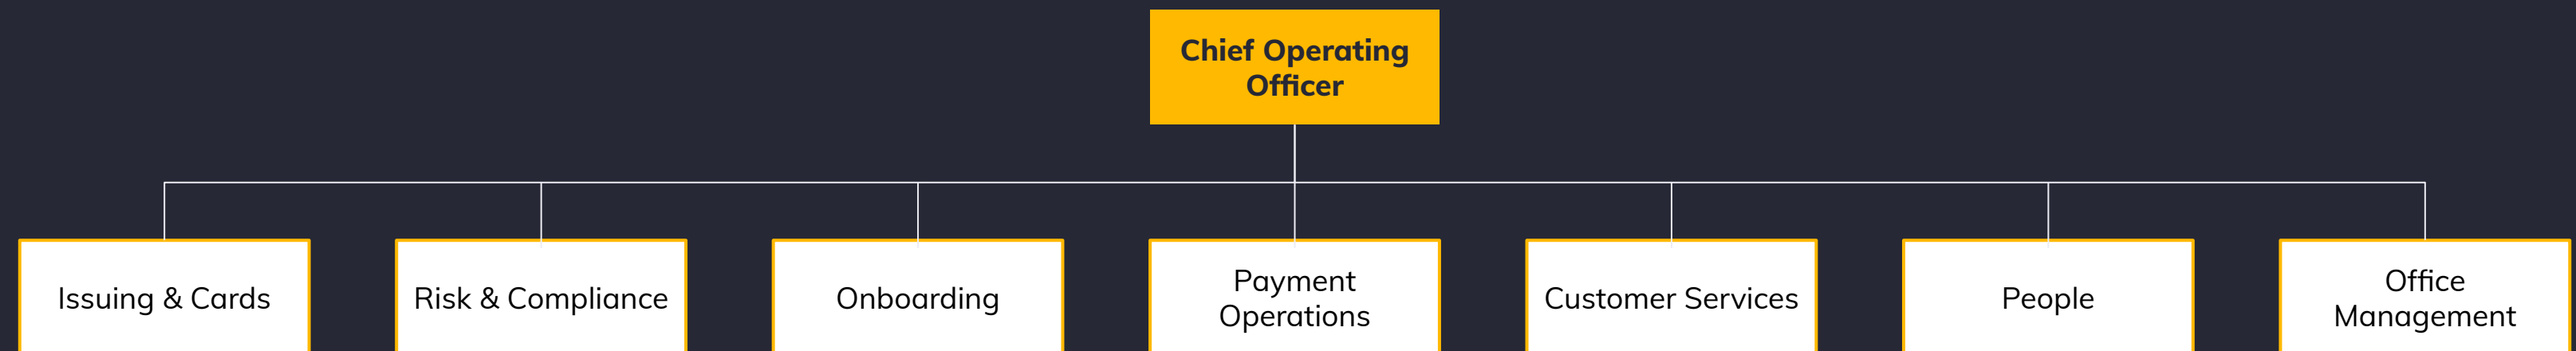 Chief Operating
Officer
Issuing & Cards
Risk & Compliance
Onboarding
Payment
Operations
Customer Services
People
Office
Management